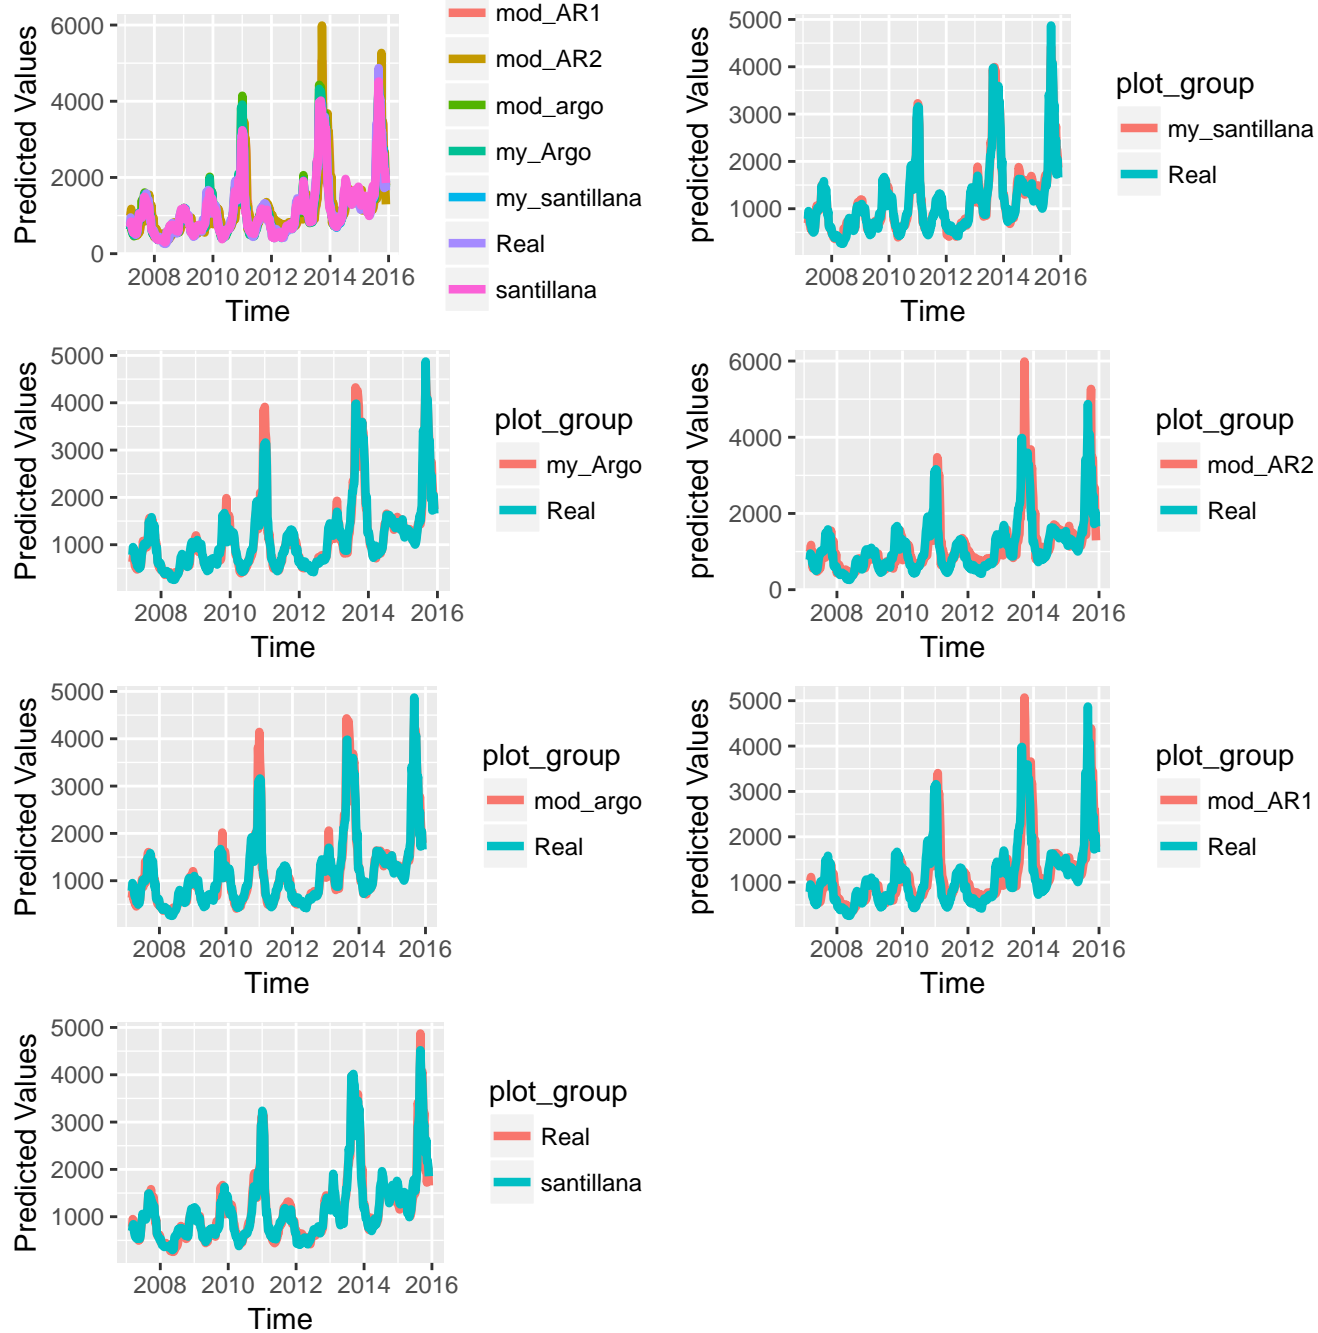 Predicted Values
6000
4000
2000
0
2008 2010 2012 2014 2016
Time
mod_AR1
mod_AR2
mod_argo
my_Argo
my_santillana
Real
santillana
predicted Values
5000
4000
3000
2000
1000
2008 2010 2012 2014 2016
Time
plot_group
my_santillana
Real
Predicted Values
5000
4000
3000
2000
1000
2008 2010 2012 2014 2016
Time
plot_group
my_Argo
Real
predicted Values
6000
4000
2000
0
2008 2010 2012 2014 2016
Time
plot_group
mod_AR2
Real
Predicted Values
5000
4000
3000
2000
1000
2008 2010 2012 2014 2016
Time
plot_group
mod_argo
Real
predicted Values
5000
4000
3000
2000
1000
2008 2010 2012 2014 2016
Time
plot_group
mod_AR1
Real
Predicted Values
5000
4000
3000
2000
1000
2008 2010 2012 2014 2016
Time
plot_group
Real
santillana